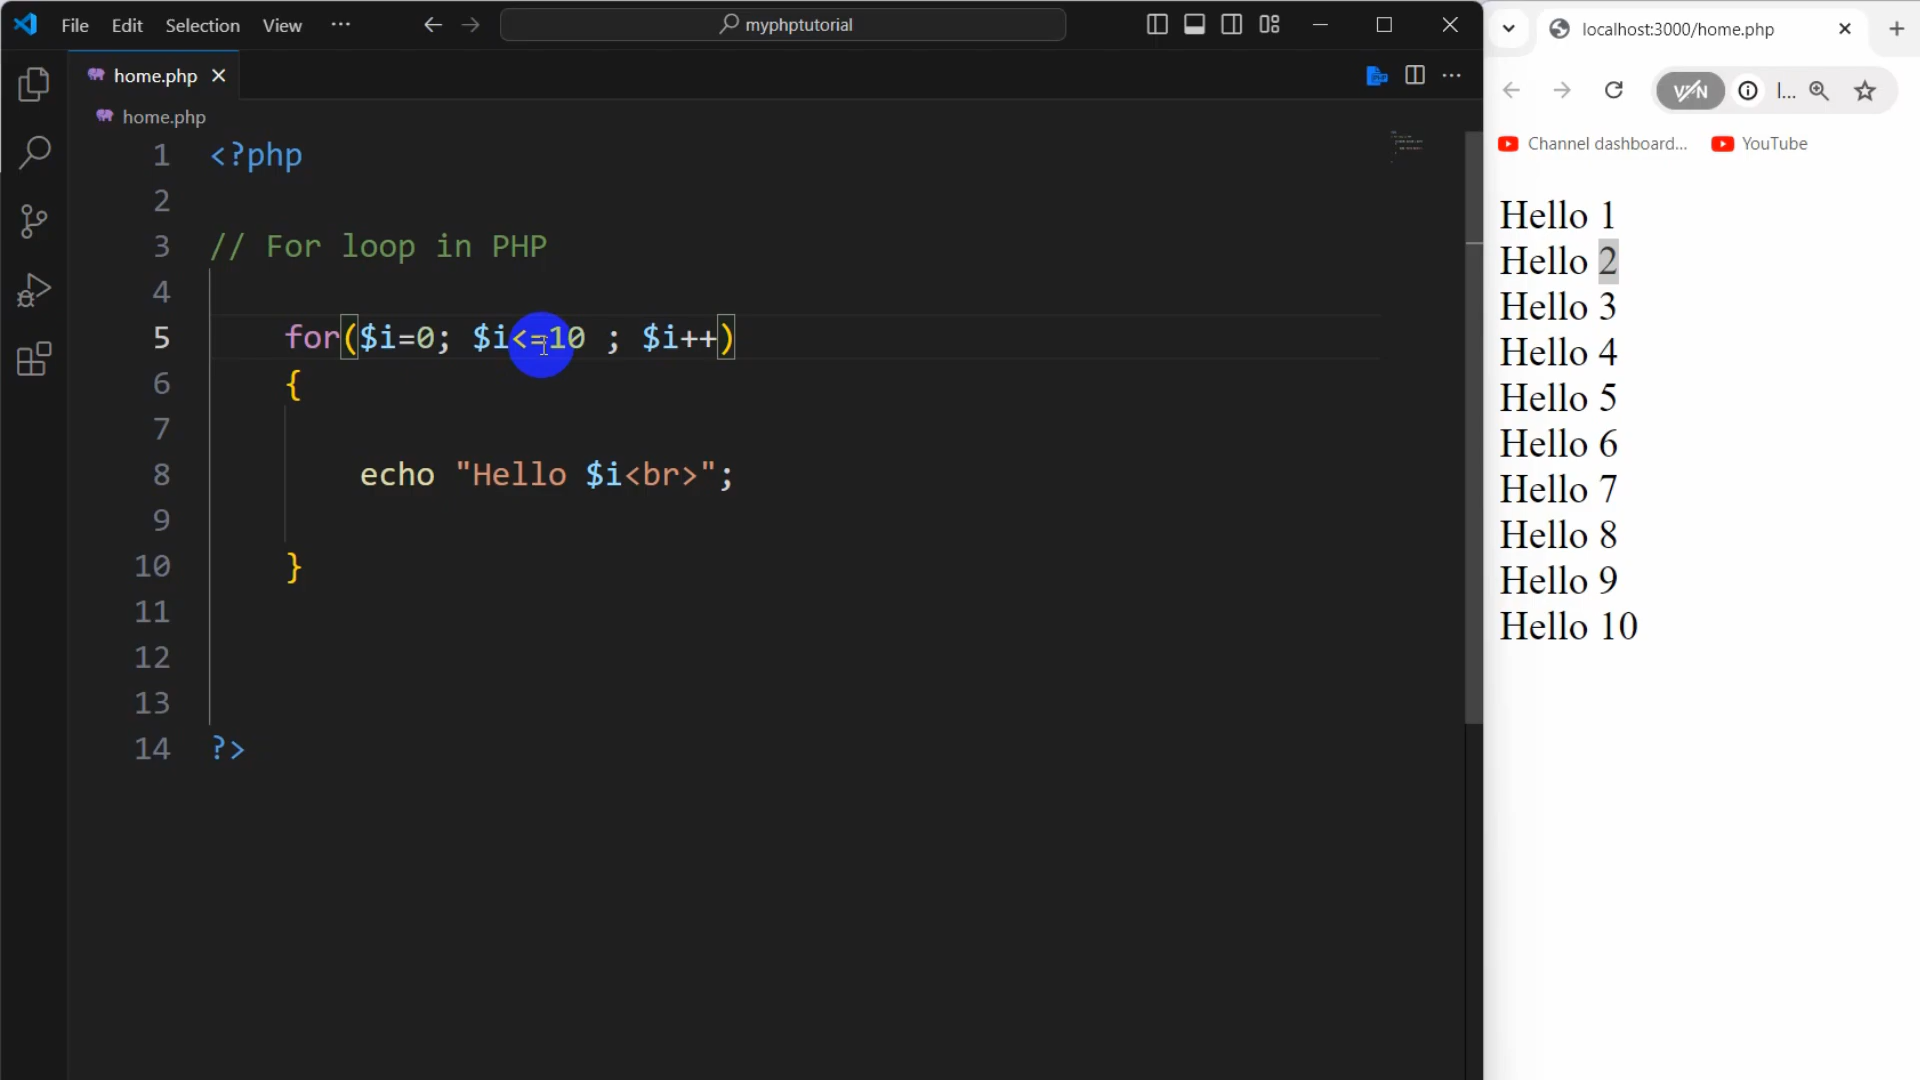 File Edit Selection View ··· myphptutorial
home.php
home.php
1 <?php
2
3 // For loop in PHP
4
5 for($i=0; $i<=10 ; $i++)
6 {
7
8 echo "Hello $i<br>";
9
10 }
11
12
13
14 ?>
localhost:3000/home.php
VPN l...
Channel dashboard... YouTube
Hello 1
Hello 2
Hello 3
Hello 4
Hello 5
Hello 6
Hello 7
Hello 8
Hello 9
Hello 10